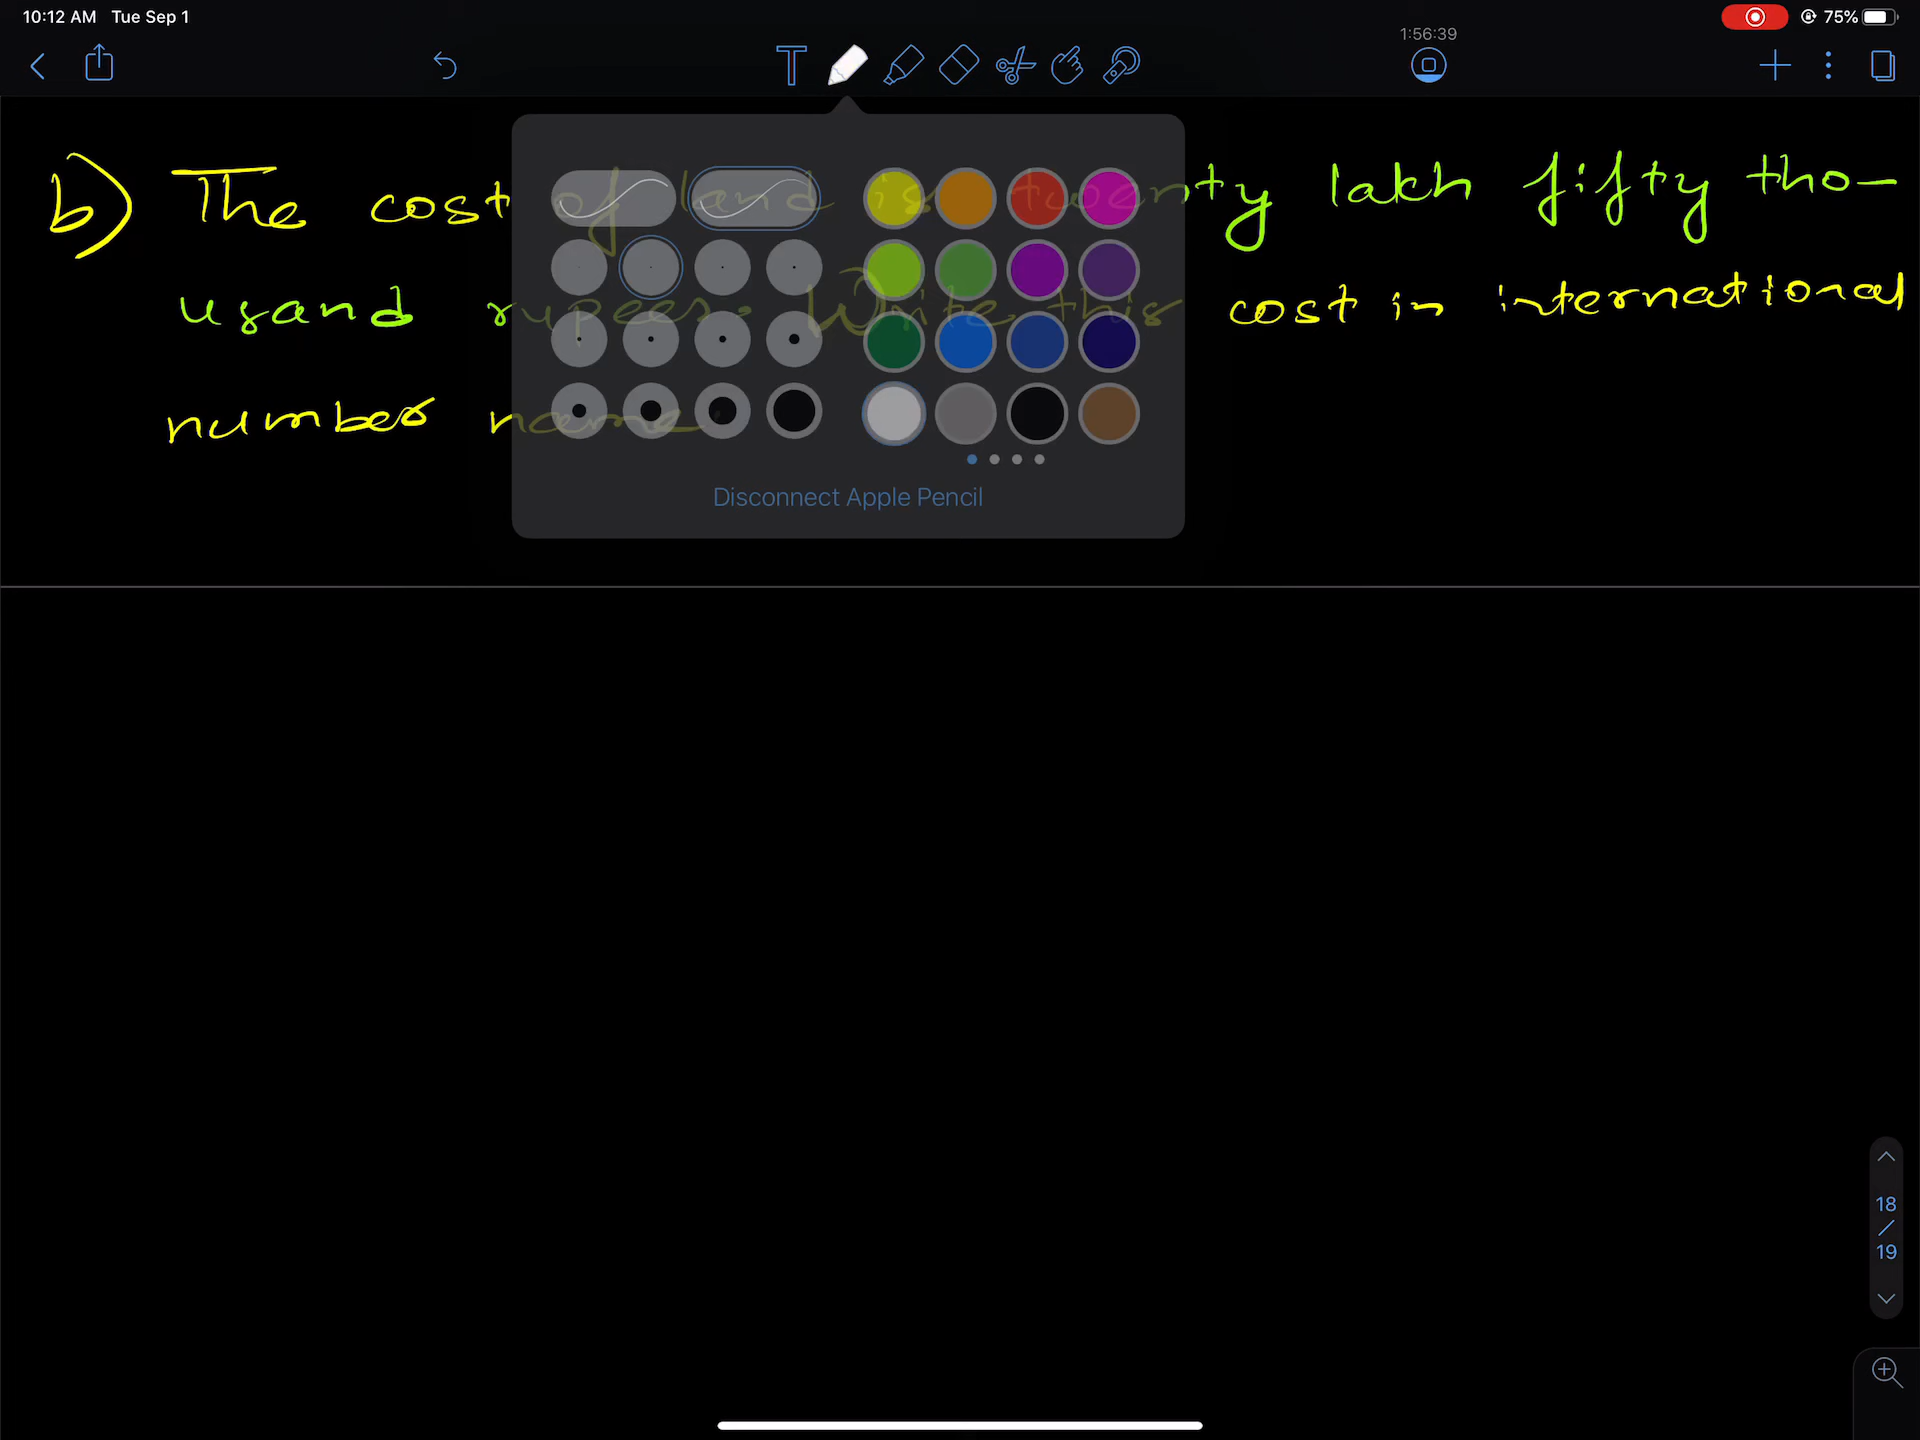 10:12 AM Tue Sep 1
75%
1:56:39
b) The cost of land is twenty lakh fifty tho-
usand rupees. Write this cost in international
number name.
Disconnect Apple Pencil
18
/
19